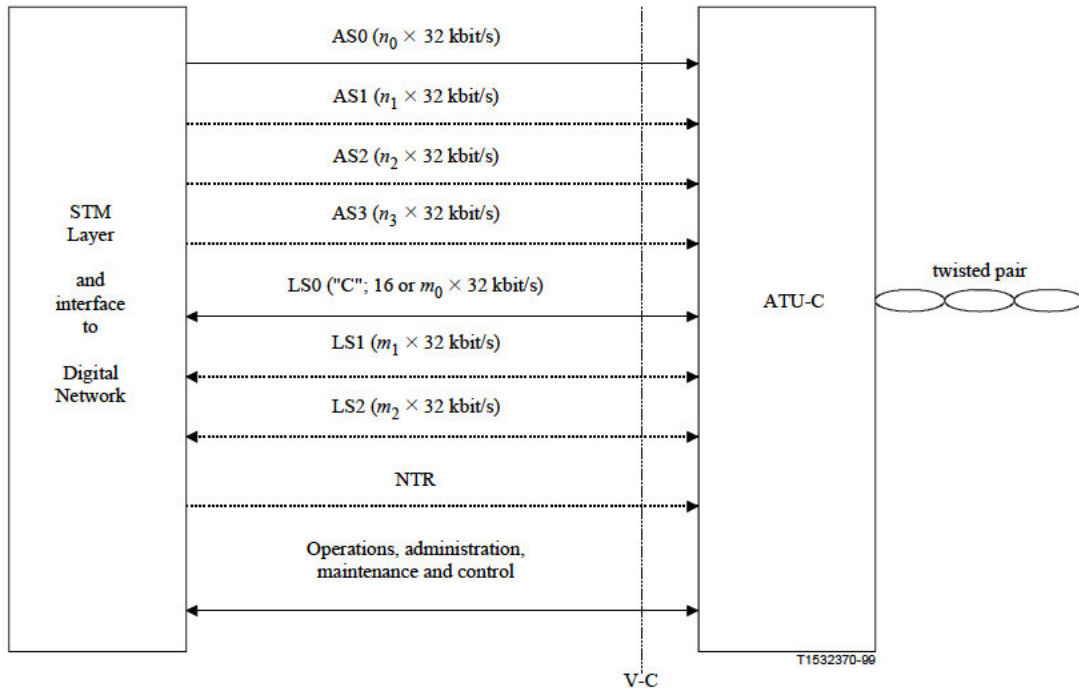 AS0 (n0 × 32 kbit/s)
AS1 (n1 × 32 kbit/s)
AS2 (n2 × 32 kbit/s)
AS3 (n3 × 32 kbit/s)
STM
Layer
and
interface
to
Digital
Network
LS0 ("C"; 16 or m0 × 32 kbit/s)
LS1 (m1 × 32 kbit/s)
LS2 (m2 × 32 kbit/s)
NTR
Operations, administration,
maintenance and control
ATU-C
twisted pair
T1532370-99
V-C